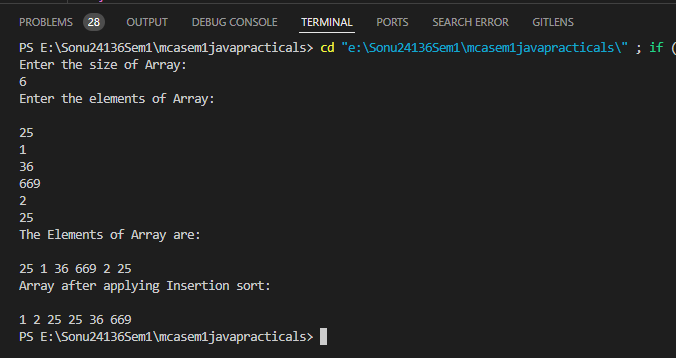 PROBLEMS 28 OUTPUT DEBUG CONSOLE TERMINAL PORTS SEARCH ERROR GITLENS
PS E:\Sonu24136Sem1\mcasem1javapracticals> cd "e:\Sonu24136Sem1\mcasem1javapracticals\" ; if (
Enter the size of Array:
6
Enter the elements of Array:
25
1
36
669
2
25
The Elements of Array are:
25 1 36 669 2 25
Array after applying Insertion sort:
1 2 25 25 36 669
PS E:\Sonu24136Sem1\mcasem1javapracticals>